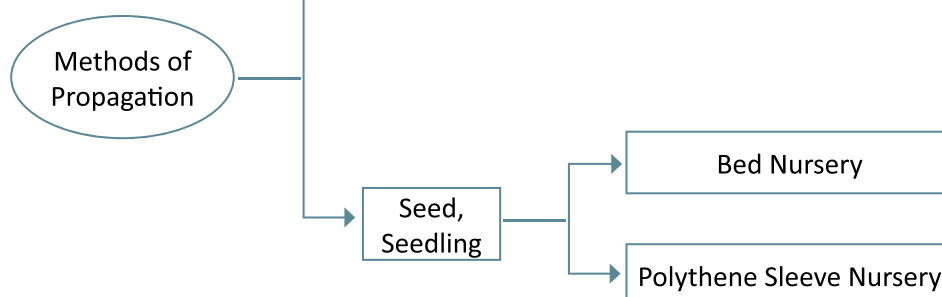 Methods of
Propagation
Bed Nursery
Seed,
Seedling
Polythene Sleeve Nursery